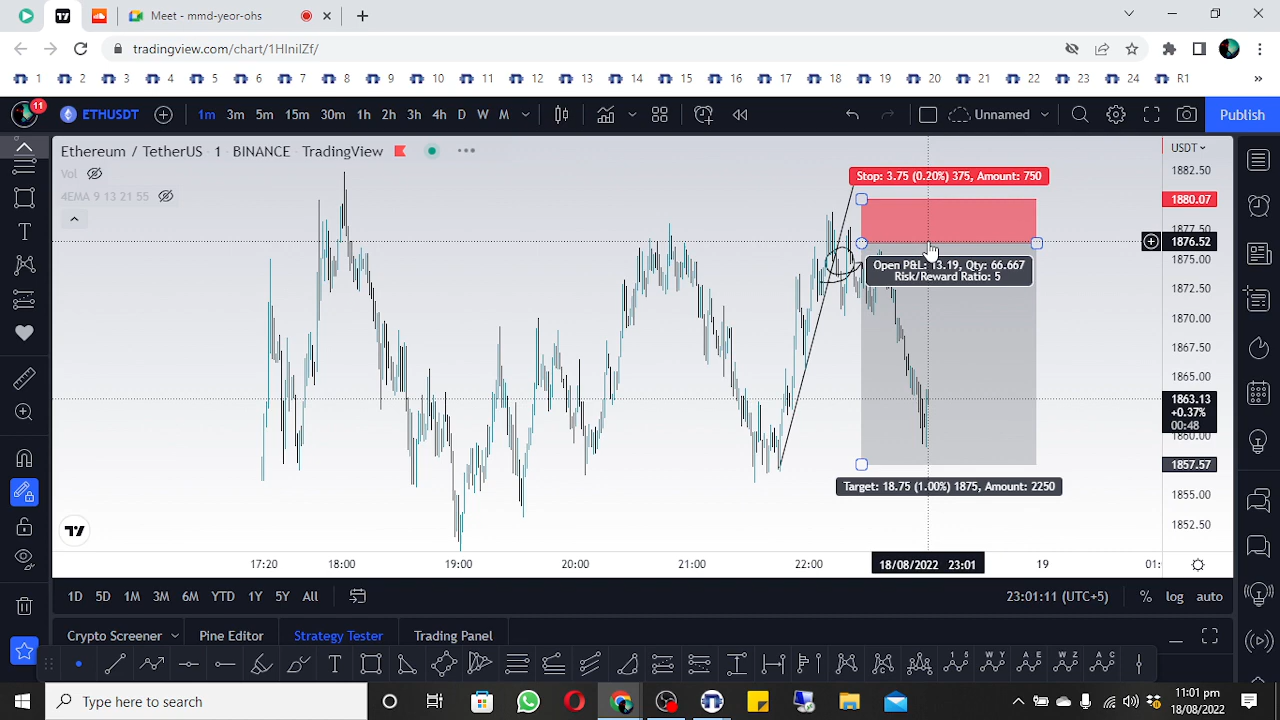 Meet - mmd-yeor-ohs
tradingview.com/chart/1HlniIZf/
1 2 3 4 5 6 7 8 9 10 11 12 13 14 15 16 17 18 19 20 21 22 23 24 R1 »
11 ETHUSDT 1m 3m 5m 15m 30m 1h 2h 3h 4h D W M Unnamed Publish
Ethereum / TetherUS · 1 · BINANCE · TradingView
USDT
Vol
4EMA 9 13 21 55
Stop: 3.75 (0.20%) 375, Amount: 750
1882.50
1880.07
1877.50
1876.52
Open P&L: 13.19, Qty: 66.667
Risk/Reward Ratio: 5
1875.00
1872.50
1870.00
1867.50
1865.00
1863.13
+0.37%
00:48
1860.00
1857.57
Target: 18.75 (1.00%) 1875, Amount: 2250
1855.00
1852.50
17:20 18:00 19:00 20:00 21:00 22:00 18/08/2022 23:01 19 01:
1D 5D 1M 3M 6M YTD 1Y 5Y All 23:01:11 (UTC+5) % log auto
Crypto Screener Pine Editor Strategy Tester Trading Panel
Type here to search
11:01 pm
18/08/2022